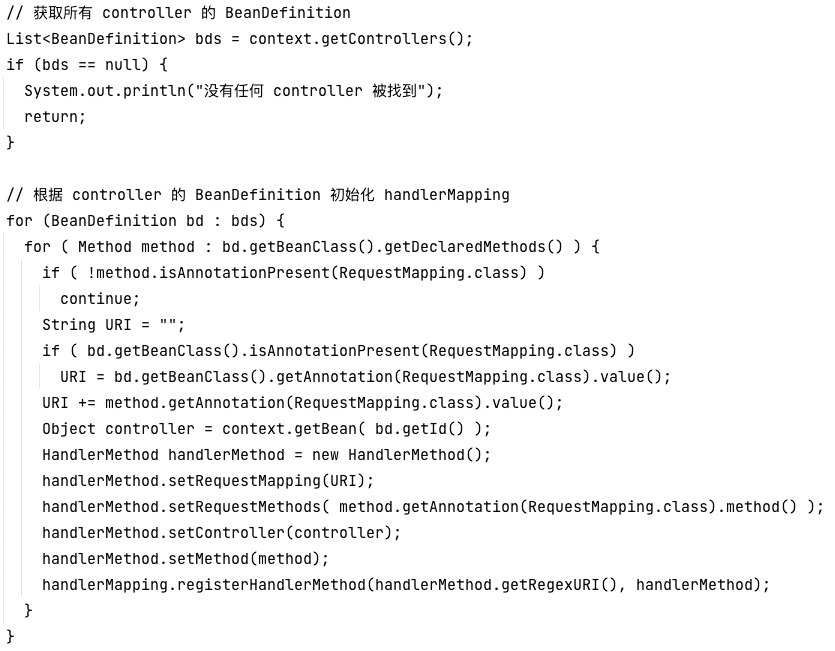 // 获取所有 controller 的 BeanDefinition
List<BeanDefinition> bds = context.getControllers();
if (bds == null) {
  System.out.println("没有任何 controller 被找到");
  return;
}

// 根据 controller 的 BeanDefinition 初始化 handlerMapping
for (BeanDefinition bd : bds) {
  for ( Method method : bd.getBeanClass().getDeclaredMethods() ) {
    if ( !method.isAnnotationPresent(RequestMapping.class) )
      continue;
    String URI = "";
    if ( bd.getBeanClass().isAnnotationPresent(RequestMapping.class) )
      URI = bd.getBeanClass().getAnnotation(RequestMapping.class).value();
    URI += method.getAnnotation(RequestMapping.class).value();
    Object controller = context.getBean( bd.getId() );
    HandlerMethod handlerMethod = new HandlerMethod();
    handlerMethod.setRequestMapping(URI);
    handlerMethod.setRequestMethods( method.getAnnotation(RequestMapping.class).method() );
    handlerMethod.setController(controller);
    handlerMethod.setMethod(method);
    handlerMapping.registerHandlerMethod(handlerMethod.getRegexURI(), handlerMethod);
  }
}